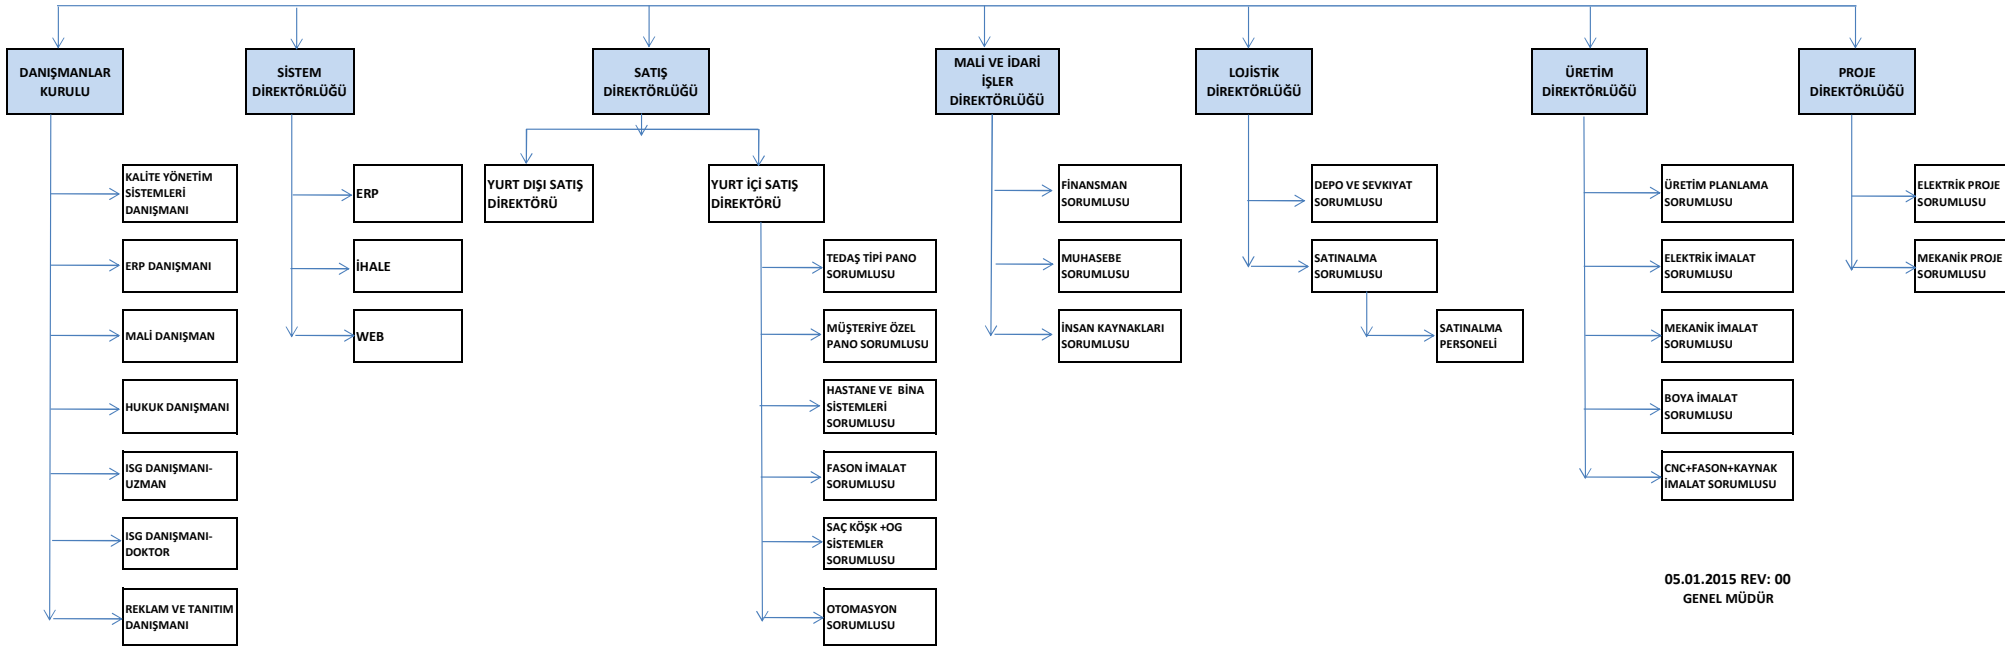 DANIŞMANLAR
KURULU
SİSTEM
DİREKTÖRLÜĞÜ
SATIŞ
DİREKTÖRLÜĞÜ
MALİ VE İDARİ
İŞLER
DİREKTÖRLÜĞÜ
LOJİSTİK
DİREKTÖRLÜĞÜ
ÜRETİM
DİREKTÖRLÜĞÜ
PROJE
DİREKTÖRLÜĞÜ
KALİTE YÖNETİM
SİSTEMLERİ
DANIŞMANI
ERP DANIŞMANI
MALİ DANIŞMAN
HUKUK DANIŞMANI
ISG DANIŞMANI-
UZMAN
ISG DANIŞMANI-
DOKTOR
REKLAM VE TANITIM
DANIŞMANI
ERP
İHALE
WEB
YURT DIŞI SATIŞ
DİREKTÖRÜ
YURT İÇİ SATIŞ
DİREKTÖRÜ
TEDAŞ TİPİ PANO
SORUMLUSU
MÜŞTERİYE ÖZEL
PANO SORUMLUSU
HASTANE VE  BİNA
SİSTEMLERİ
SORUMLUSU
FASON İMALAT
SORUMLUSU
SAÇ KÖŞK +OG
SİSTEMLER
SORUMLUSU
OTOMASYON
SORUMLUSU
FİNANSMAN
SORUMLUSU
MUHASEBE
SORUMLUSU
İNSAN KAYNAKLARI
SORUMLUSU
DEPO VE SEVKIYAT
SORUMLUSU
SATINALMA
SORUMLUSU
SATINALMA
PERSONELİ
ÜRETİM PLANLAMA
SORUMLUSU
ELEKTRİK İMALAT
SORUMLUSU
MEKANİK İMALAT
SORUMLUSU
BOYA İMALAT
SORUMLUSU
CNC+FASON+KAYNAK
İMALAT SORUMLUSU
ELEKTRİK PROJE
SORUMLUSU
MEKANİK PROJE
SORUMLUSU
05.01.2015 REV: 00
GENEL MÜDÜR